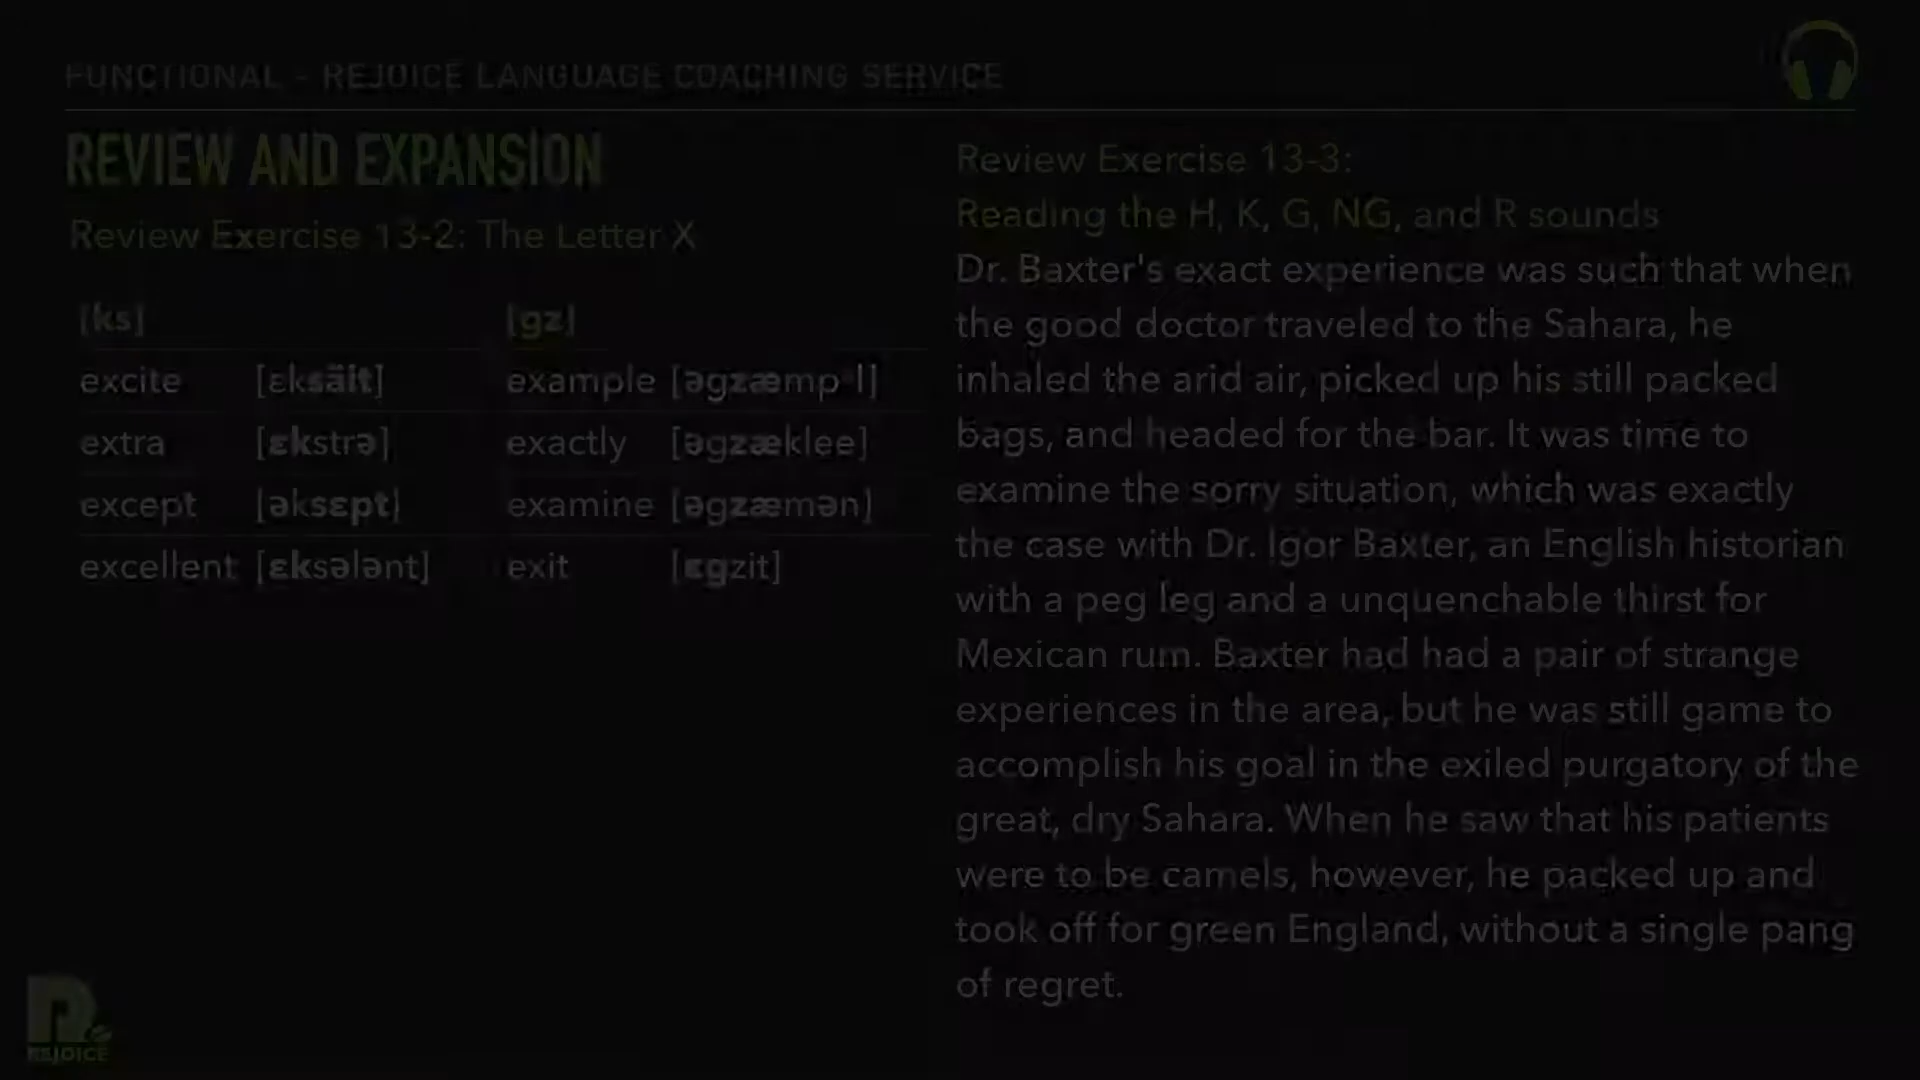 FUNCTIONAL - REJOICE LANGUAGE COACHING SERVICE
REVIEW AND EXPANSION
Review Exercise 13-2: The Letter X
[ks] [gz]
excite [ɛksäit] example [əgzæmpᵊl]
extra [ɛkstrə] exactly [əgzæklee]
except [əksɛpt] examine [əgzæmən]
excellent [ɛksələnt] exit [ɛgzit]
Review Exercise 13-3:
Reading the H, K, G, NG, and R sounds
Dr. Baxter's exact experience was such that when
the good doctor traveled to the Sahara, he
inhaled the arid air, picked up his still packed
bags, and headed for the bar. It was time to
examine the sorry situation, which was exactly
the case with Dr. Igor Baxter, an English historian
with a peg leg and a unquenchable thirst for
Mexican rum. Baxter had had a pair of strange
experiences in the area, but he was still game to
accomplish his goal in the exiled purgatory of the
great, dry Sahara. When he saw that his patients
were to be camels, however, he packed up and
took off for green England, without a single pang
of regret.
REJOICE